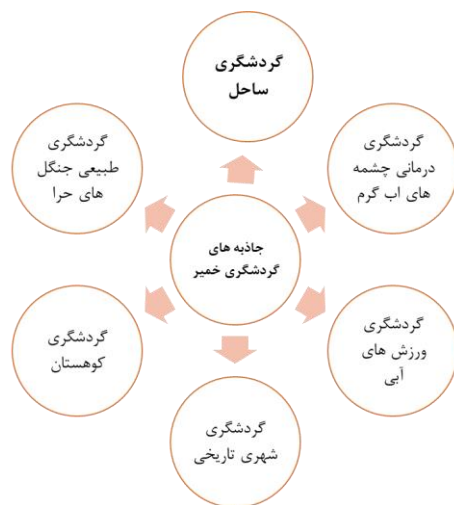 گردشگری
ساحل
گردشگری
درمانی چشمه
های اب گرم
گردشگری
طبیعی جنگل
های حرا
جاذبه های
گردشگری خمیر
گردشگری
ورزش های
آبی
گردشگری
کوهستان
گردشگری
شهری تاریخی